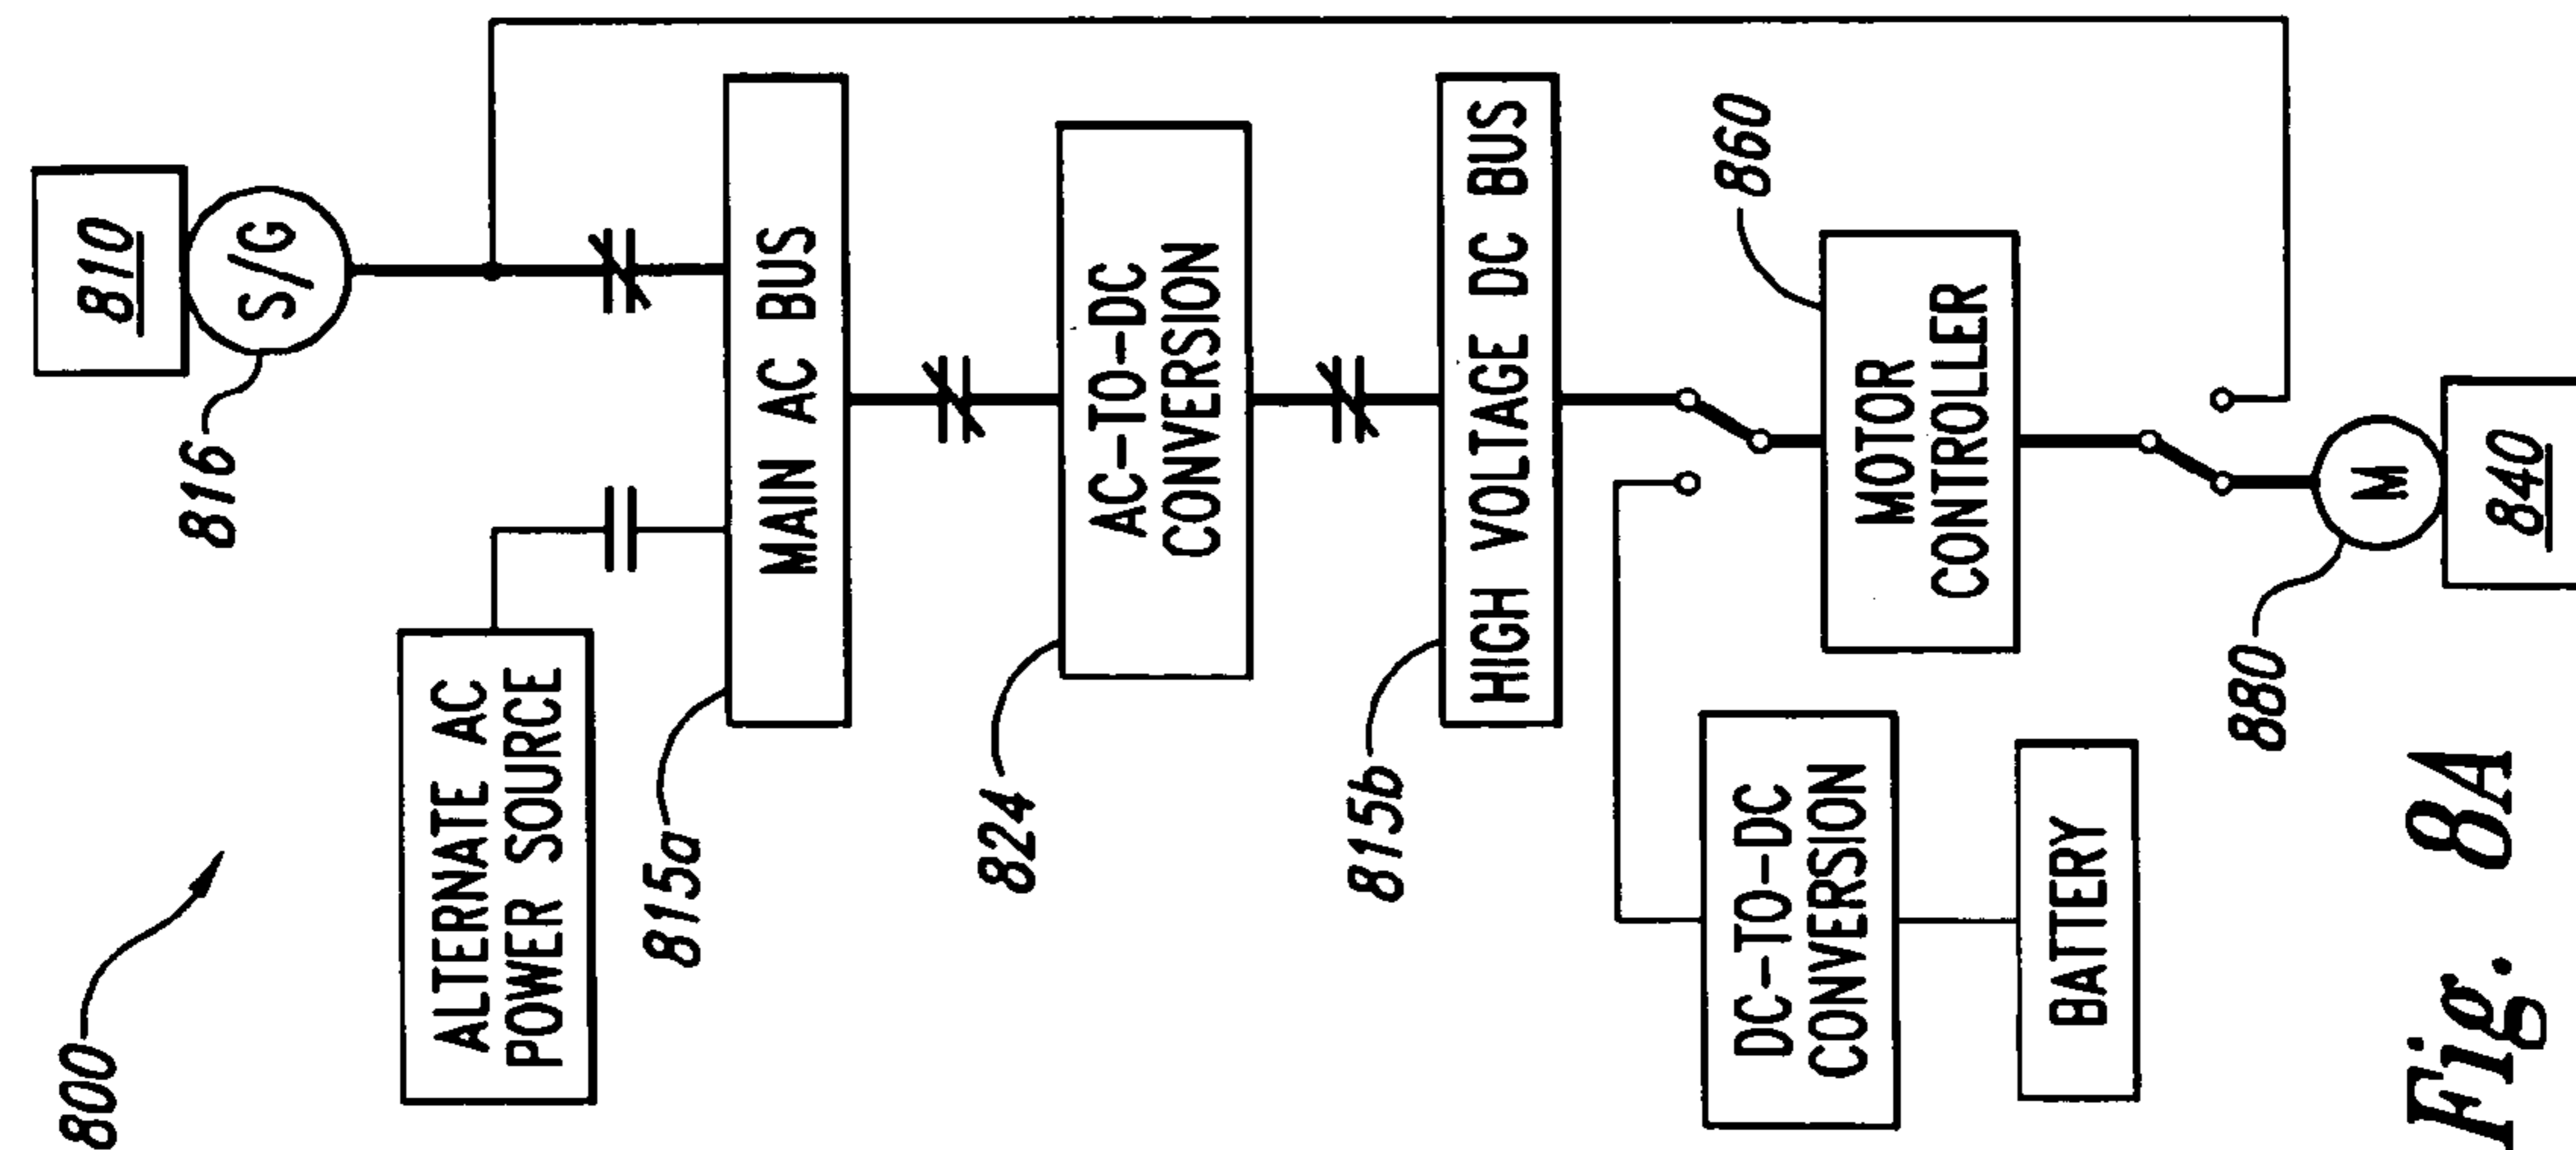 800
810
S/G
816
ALTERNATE AC
POWER SOURCE
815a
MAIN AC BUS
824
AC-TO-DC
CONVERSION
815b
HIGH VOLTAGE DC BUS
860
MOTOR
CONTROLLER
DC-TO-DC
CONVERSION
BATTERY
880
M
840
Fig. 8A